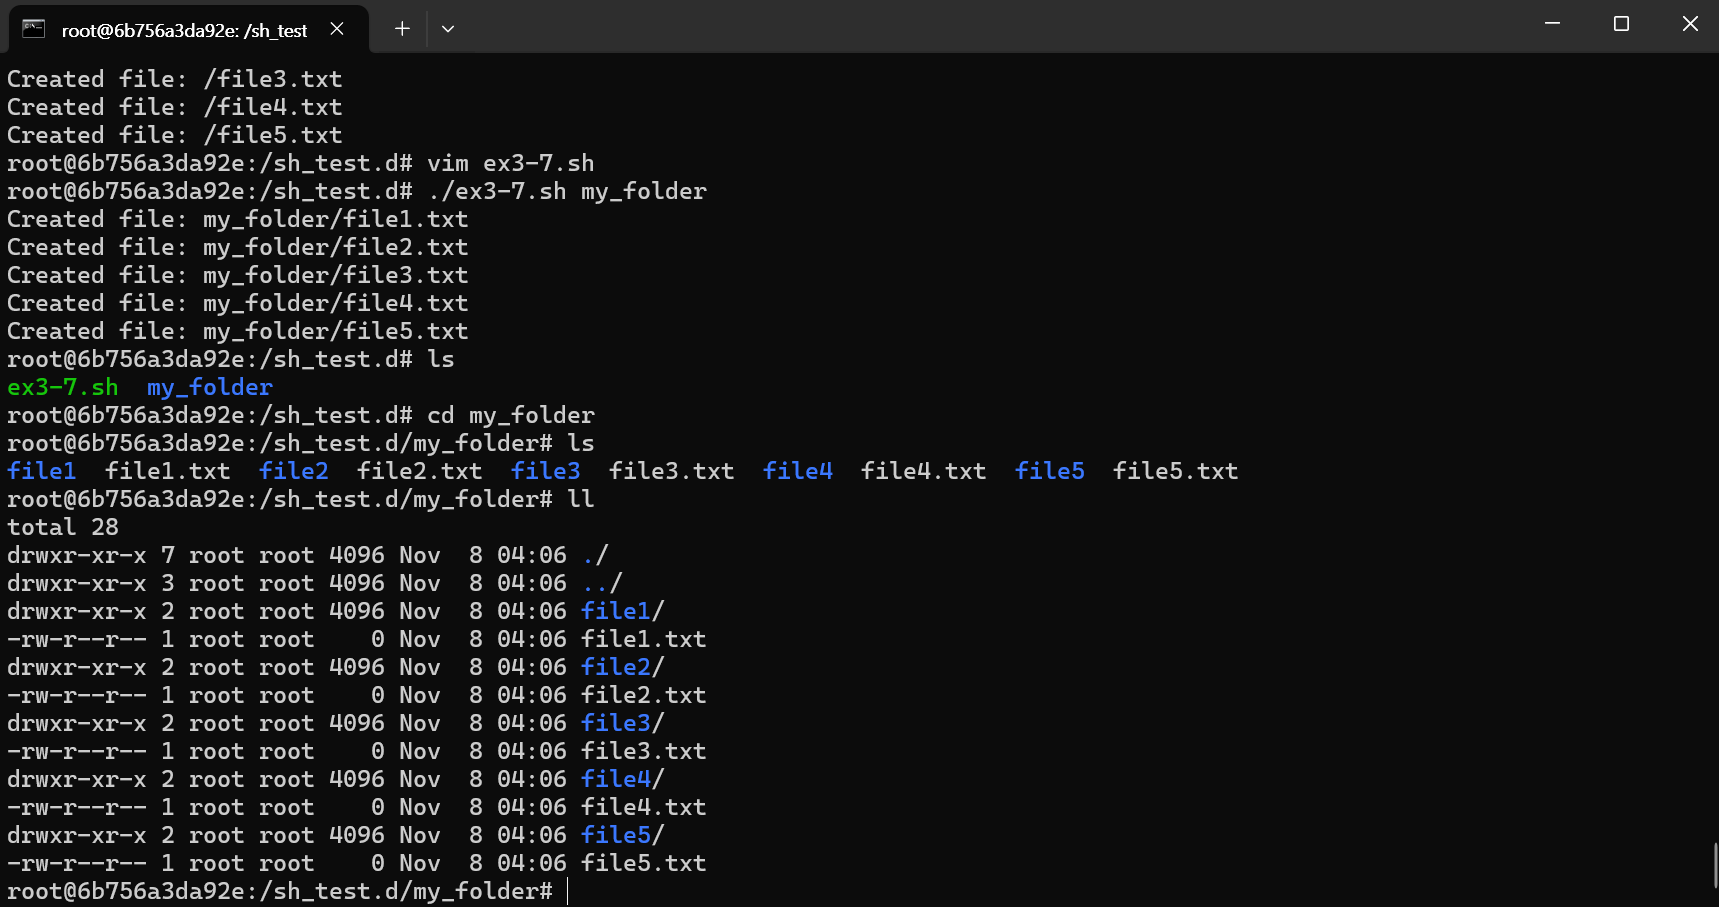 root@6b756a3da92e: /sh_test
Created file: /file3.txt
Created file: /file4.txt
Created file: /file5.txt
root@6b756a3da92e:/sh_test.d# vim ex3-7.sh
root@6b756a3da92e:/sh_test.d# ./ex3-7.sh my_folder
Created file: my_folder/file1.txt
Created file: my_folder/file2.txt
Created file: my_folder/file3.txt
Created file: my_folder/file4.txt
Created file: my_folder/file5.txt
root@6b756a3da92e:/sh_test.d# ls
ex3-7.sh  my_folder
root@6b756a3da92e:/sh_test.d# cd my_folder
root@6b756a3da92e:/sh_test.d/my_folder# ls
file1  file1.txt  file2  file2.txt  file3  file3.txt  file4  file4.txt  file5  file5.txt
root@6b756a3da92e:/sh_test.d/my_folder# ll
total 28
drwxr-xr-x 7 root root 4096 Nov  8 04:06 ./
drwxr-xr-x 3 root root 4096 Nov  8 04:06 ../
drwxr-xr-x 2 root root 4096 Nov  8 04:06 file1/
-rw-r--r-- 1 root root    0 Nov  8 04:06 file1.txt
drwxr-xr-x 2 root root 4096 Nov  8 04:06 file2/
-rw-r--r-- 1 root root    0 Nov  8 04:06 file2.txt
drwxr-xr-x 2 root root 4096 Nov  8 04:06 file3/
-rw-r--r-- 1 root root    0 Nov  8 04:06 file3.txt
drwxr-xr-x 2 root root 4096 Nov  8 04:06 file4/
-rw-r--r-- 1 root root    0 Nov  8 04:06 file4.txt
drwxr-xr-x 2 root root 4096 Nov  8 04:06 file5/
-rw-r--r-- 1 root root    0 Nov  8 04:06 file5.txt
root@6b756a3da92e:/sh_test.d/my_folder#